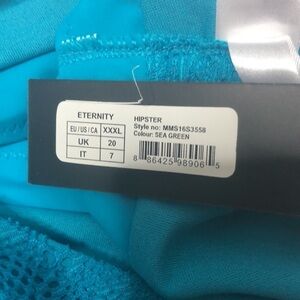 ETERNITY
EU/US/CA XXXL
UK 20
IT 7
HIPSTER
Style no: MMS16S3558
Colour: SEA GREEN
8 86425 98906 5